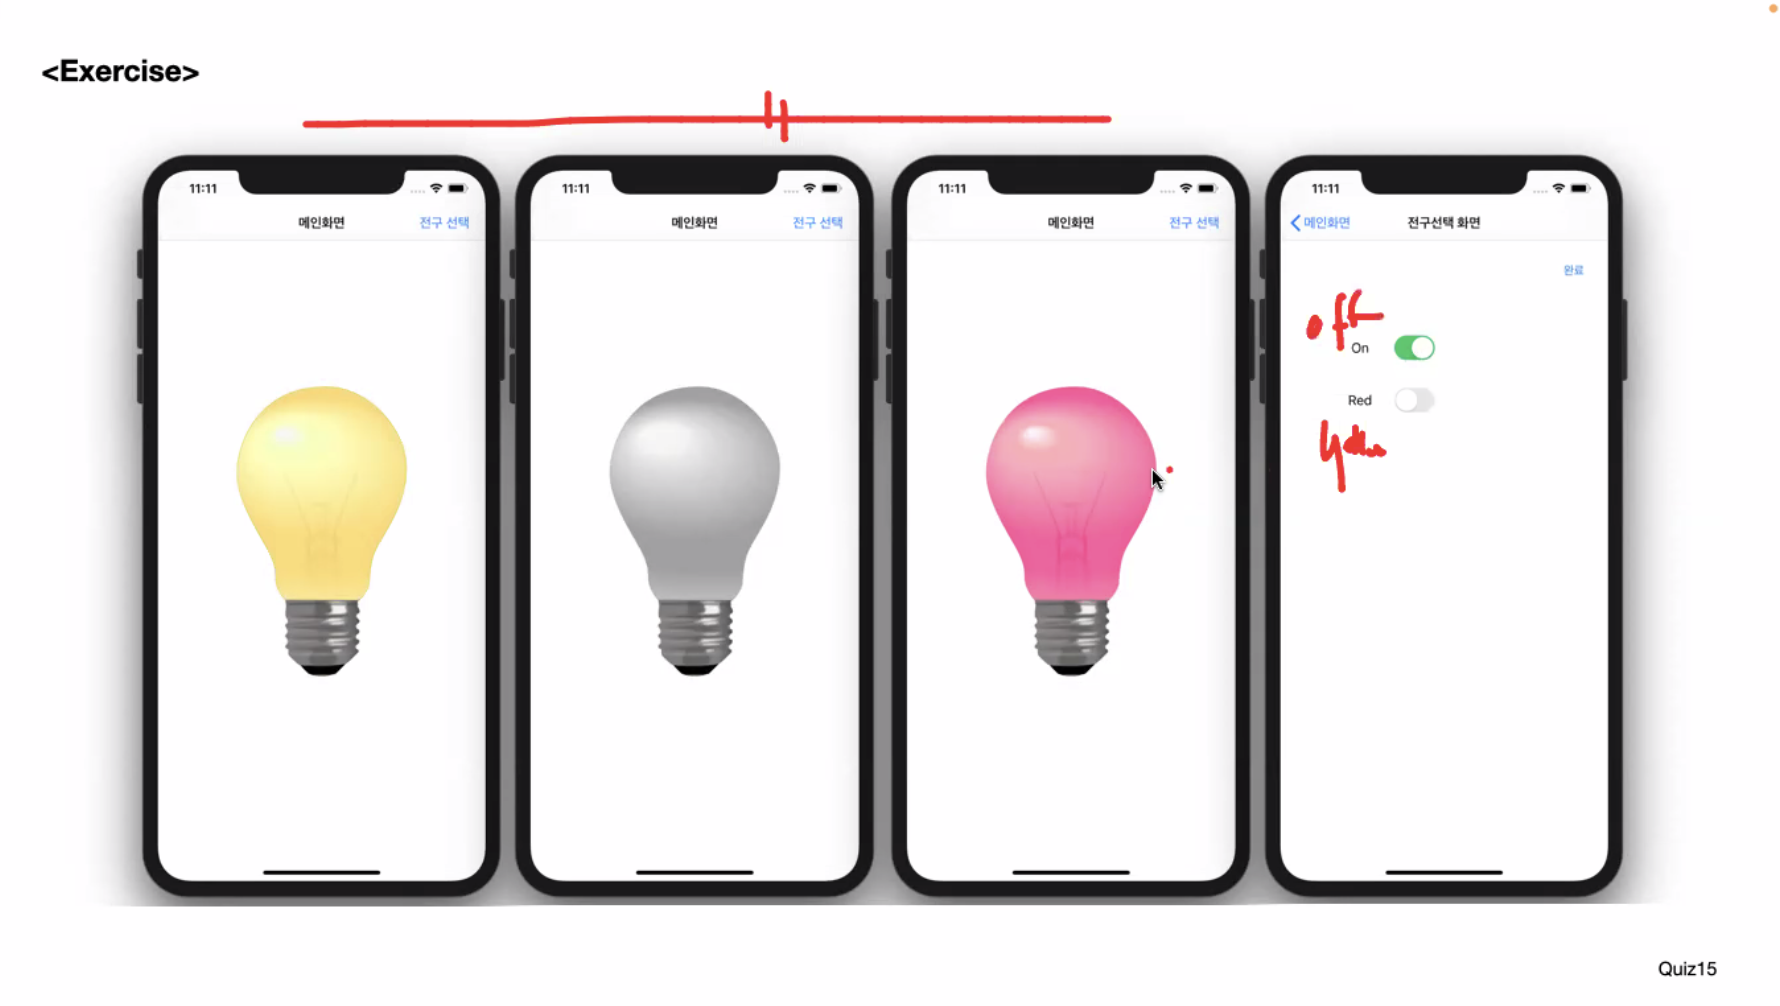 <Exercise>
11:11
메인화면 전구 선택
11:11
메인화면 전구 선택
11:11
메인화면 전구 선택
11:11
메인화면 전구선택 화면
완료
off
On
Red
Quiz15